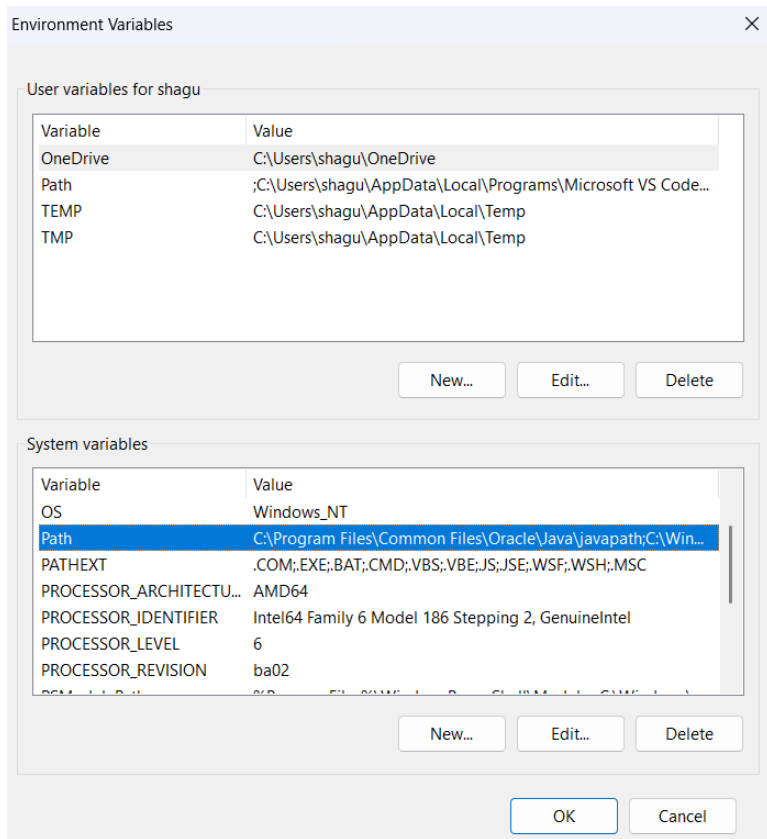 Environment Variables
User variables for shagu
Variable Value
OneDrive C:\Users\shagu\OneDrive
Path ;C:\Users\shagu\AppData\Local\Programs\Microsoft VS Code...
TEMP C:\Users\shagu\AppData\Local\Temp
TMP C:\Users\shagu\AppData\Local\Temp
New... Edit... Delete
System variables
Variable Value
OS Windows_NT
Path C:\Program Files\Common Files\Oracle\Java\javapath;C:\Win...
PATHEXT .COM;.EXE;.BAT;.CMD;.VBS;.VBE;.JS;.JSE;.WSF;.WSH;.MSC
PROCESSOR_ARCHITECTU... AMD64
PROCESSOR_IDENTIFIER Intel64 Family 6 Model 186 Stepping 2, GenuineIntel
PROCESSOR_LEVEL 6
PROCESSOR_REVISION ba02
New... Edit... Delete
OK Cancel